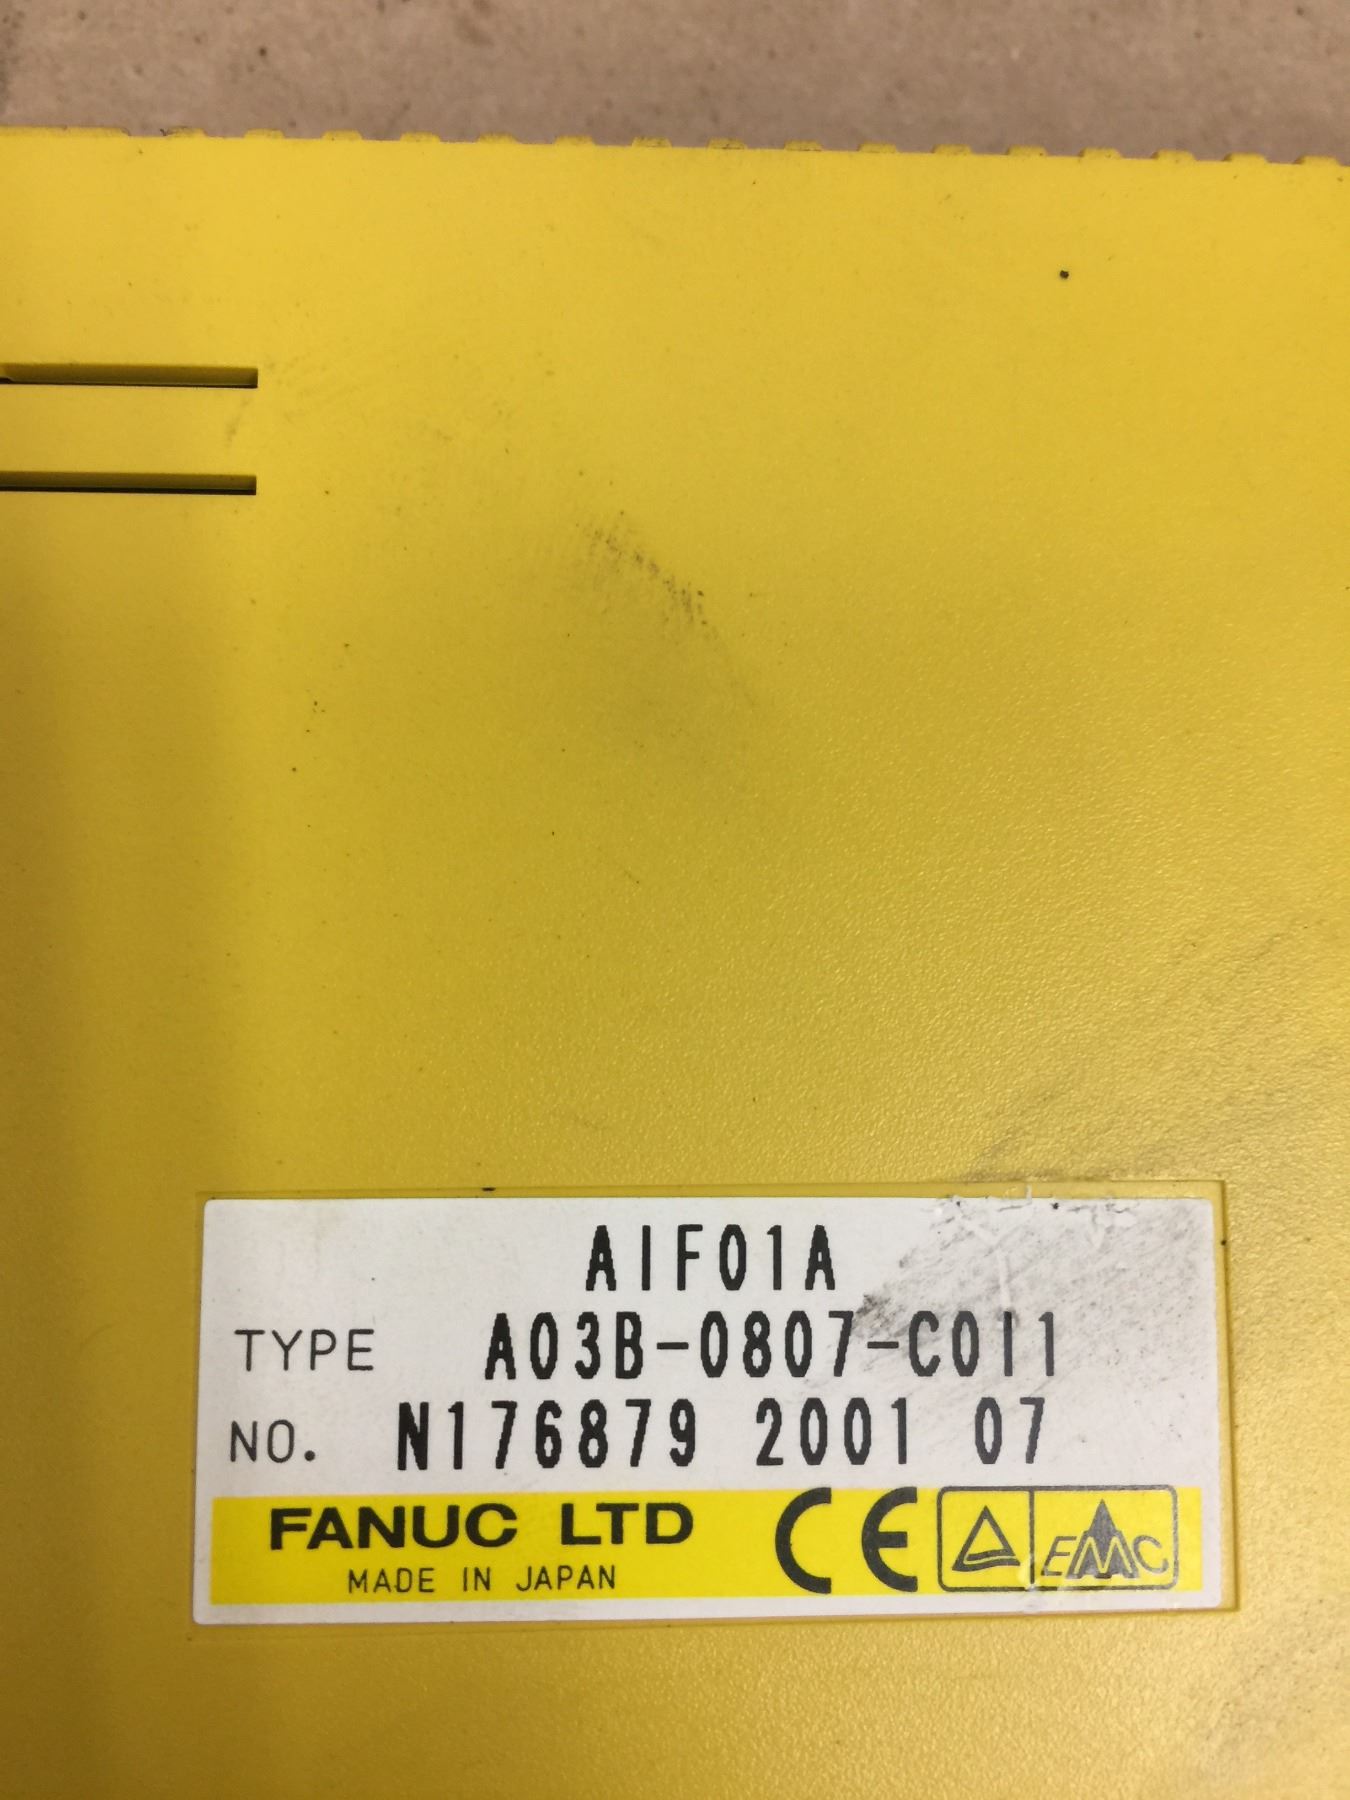 AIF01A
TYPE A03B-0807-C011
NO. N176879 2001 07
FANUC LTD CE EMC
MADE IN JAPAN